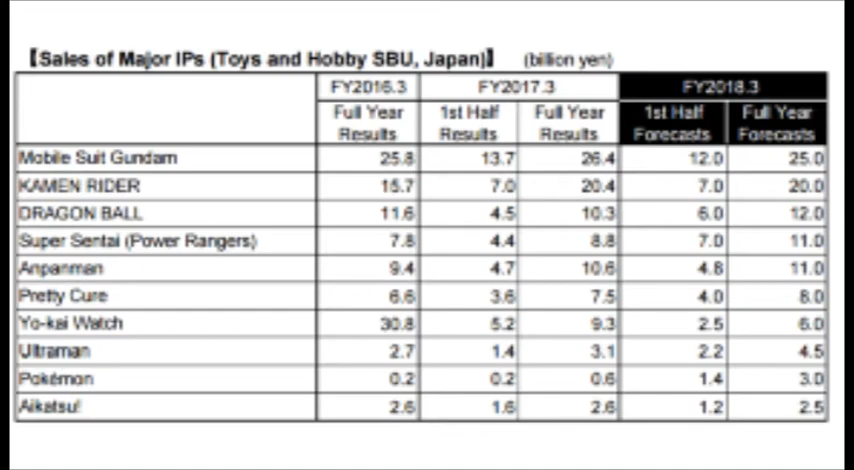 【Sales of Major IPs (Toys and Hobby SBU, Japan)】 (billion yen)
FY2016.3 FY2017.3 FY2018.3
Full Year Results 1st Half Results Full Year Results 1st Half Forecasts Full Year Forecasts
Mobile Suit Gundam 25.8 13.7 26.4 12.0 25.0
KAMEN RIDER 15.7 7.0 20.4 7.0 20.0
DRAGON BALL 11.6 4.5 10.3 6.0 12.0
Super Sentai (Power Rangers) 7.8 4.4 8.8 7.0 11.0
Anpanman 9.4 4.7 10.6 4.8 11.0
Pretty Cure 6.6 3.6 7.5 4.0 8.0
Yo-kai Watch 30.8 5.2 9.3 2.5 6.0
Ultraman 2.7 1.4 3.1 2.2 4.5
Pokémon 0.2 0.2 0.6 1.4 3.0
Aikatsu! 2.6 1.6 2.6 1.2 2.5